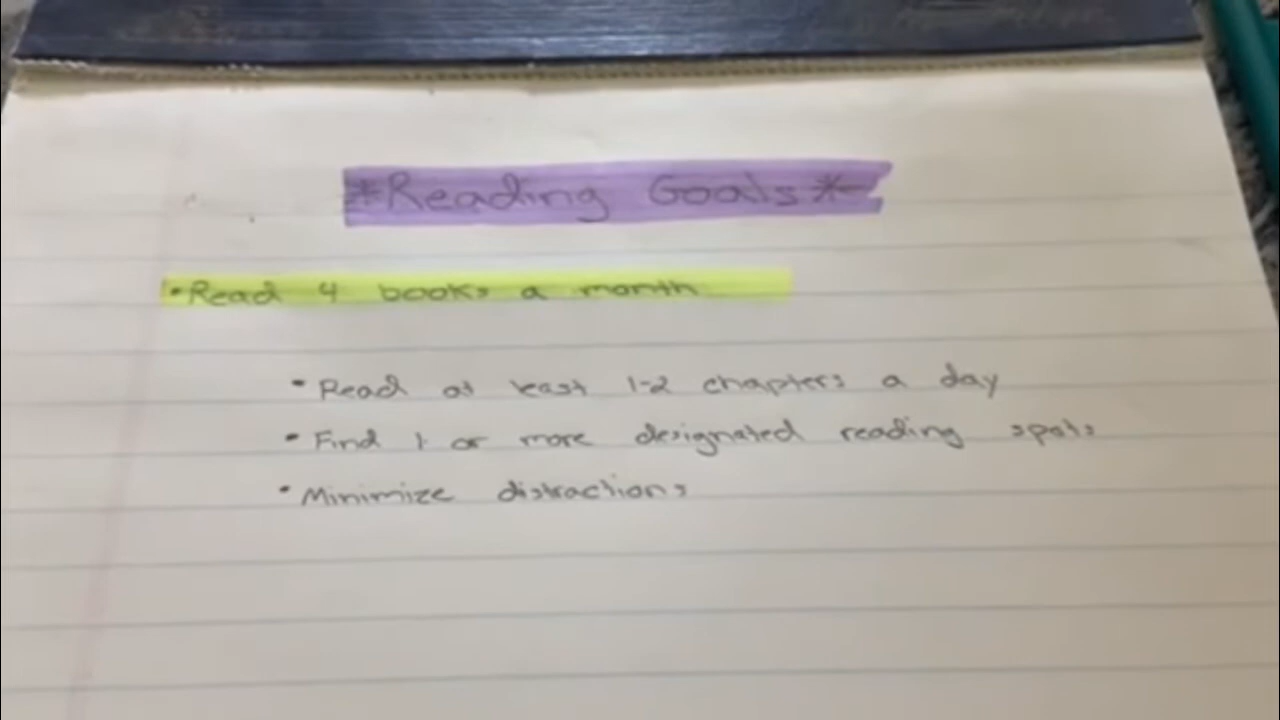 *Reading Goals*
•Read 4 books a month
• Read at least 1-2 chapters a day
• Find 1 or more designated reading spots
• Minimize distractions